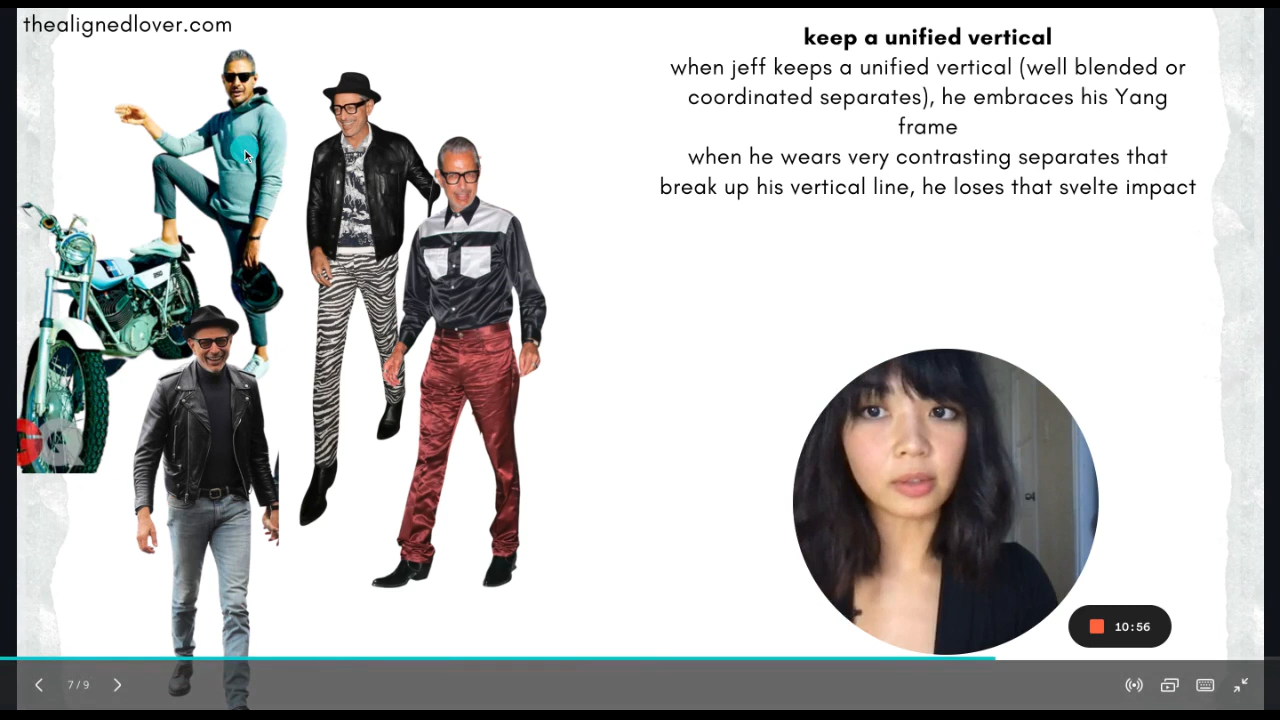 thealignedlover.com
keep a unified vertical
when jeff keeps a unified vertical (well blended or
coordinated separates), he embraces his Yang
frame
when he wears very contrasting separates that
break up his vertical line, he loses that svelte impact
10:56
7 / 9